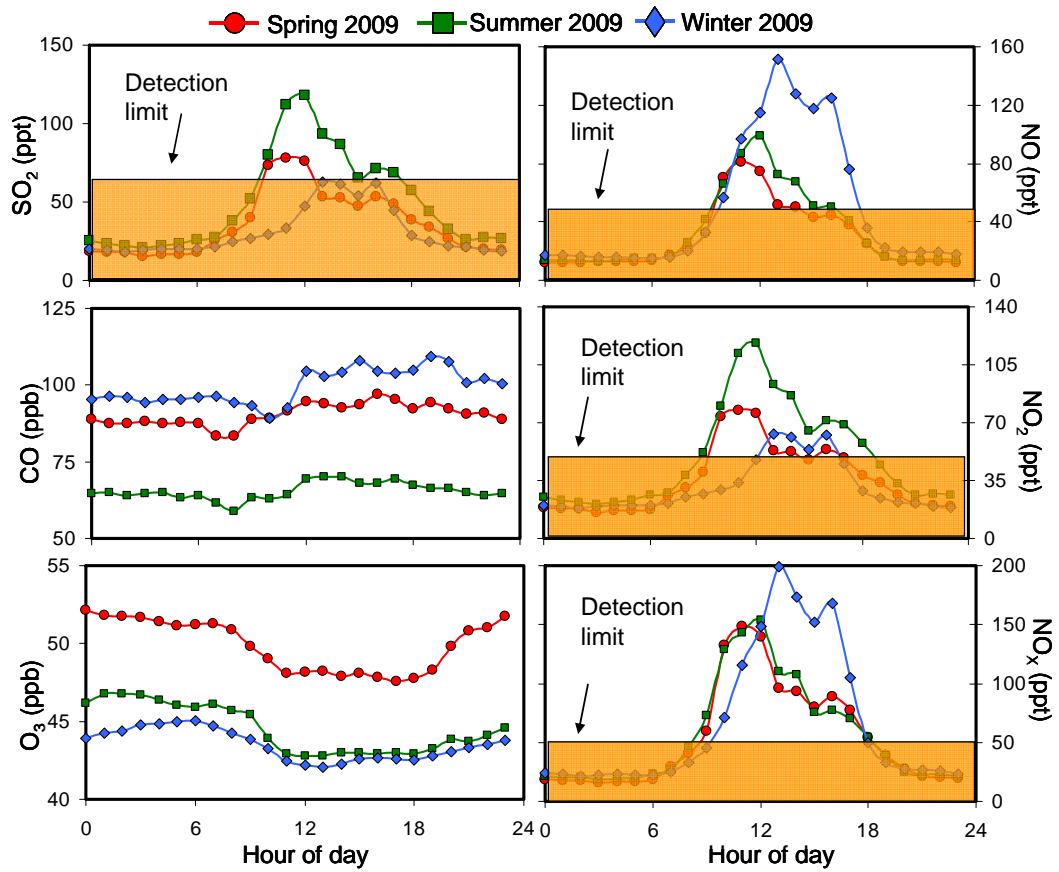 Spring 2009 Summer 2009 Winter 2009
150
100
50
0
SO2 (ppt)
Detection
limit
160
120
80
40
0
NO (ppt)
Detection
limit
125
100
75
50
CO (ppb)
140
105
70
35
0
NO2 (ppt)
Detection
limit
55
50
45
40
O3 (ppb)
0 6 12 18 24
Hour of day
200
150
100
50
0
NOX (ppt)
Detection
limit
0 6 12 18 24
Hour of day